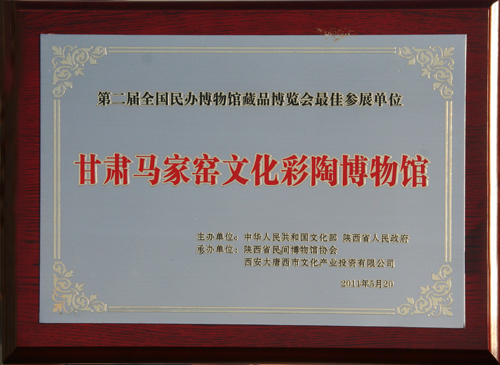 第二届全国民办博物馆藏品博览会最佳参展单位
甘肃马家窑文化彩陶博物馆
主办单位：中华人民共和国文化部 陕西省人民政府
承办单位：陕西省民间博物馆协会
西安大唐西市文化产业投资有限公司
2011年5月20